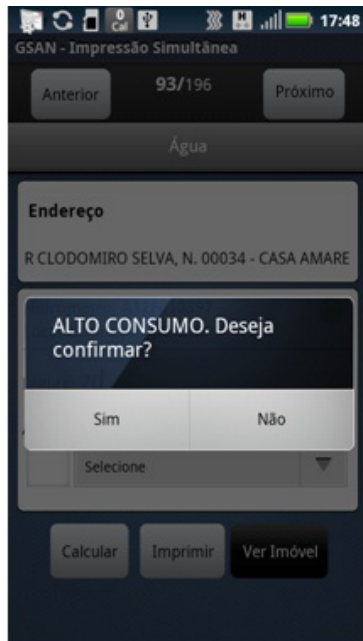 17:48
GSAN - Impressão Simultânea
Anterior
93/196
Próximo
Água
Endereço
R CLODOMIRO SELVA, N. 00034 - CASA AMARE
ALTO CONSUMO. Deseja
confirmar?
Sim
Não
Selecione
Calcular
Imprimir
Ver Imóvel